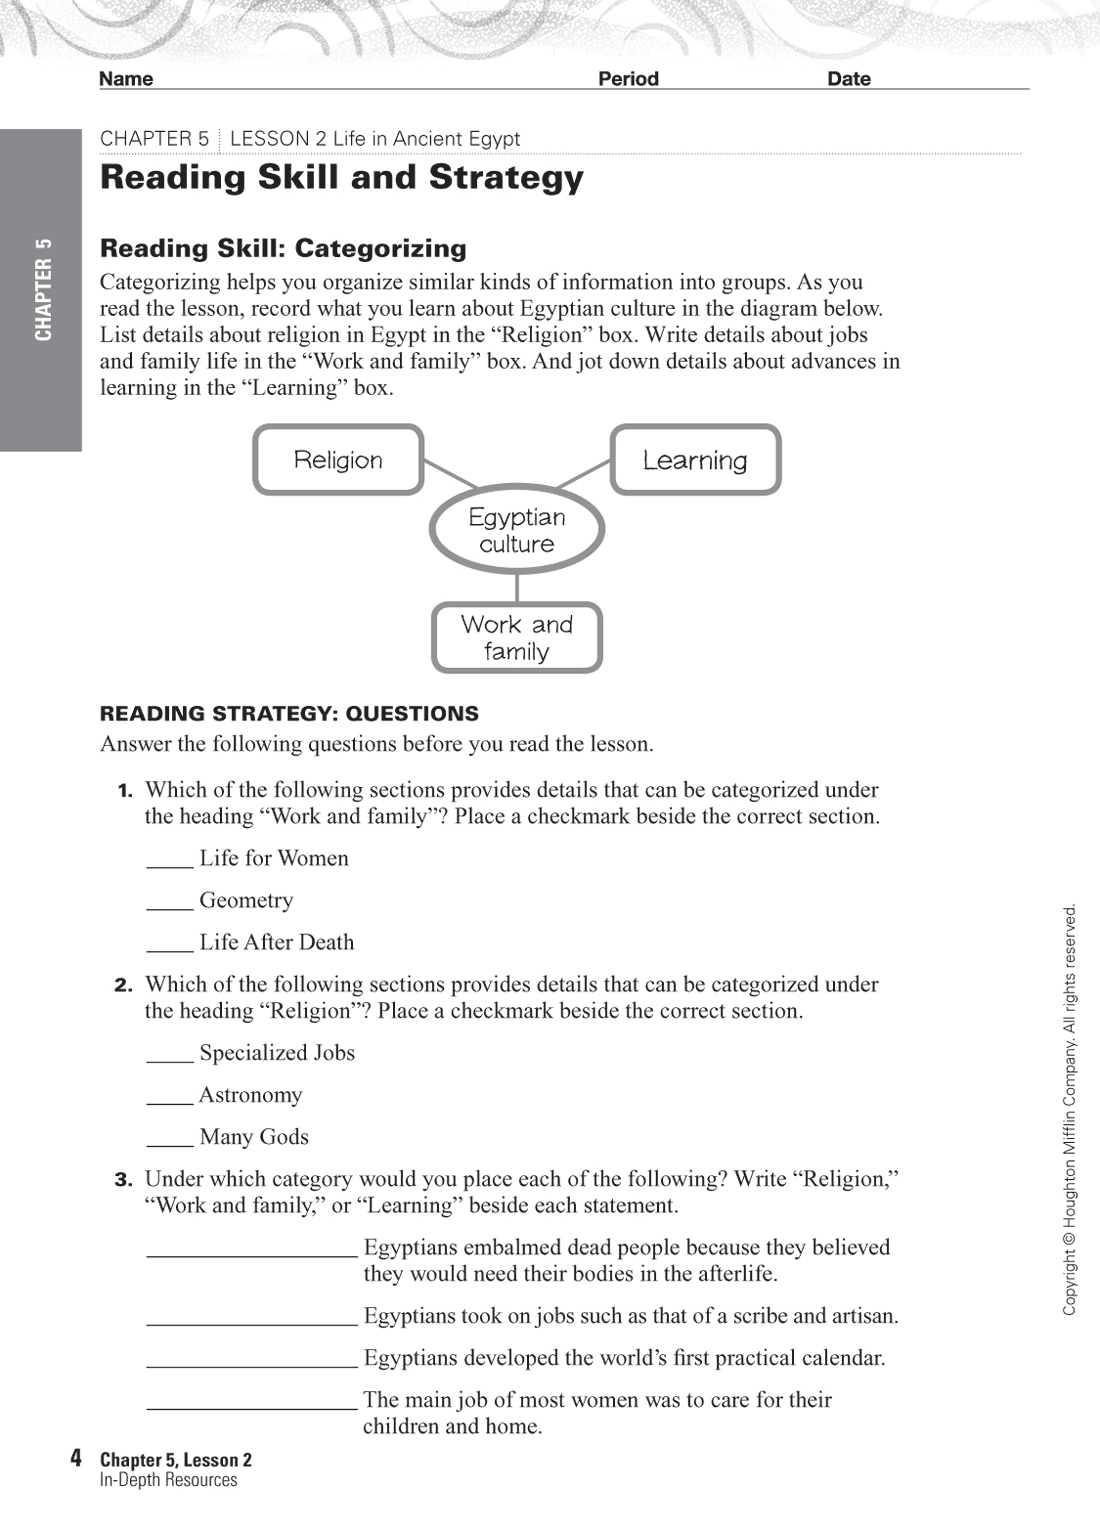 Name Period Date
CHAPTER 5 LESSON 2 Life in Ancient Egypt
Reading Skill and Strategy
CHAPTER 5
Reading Skill: Categorizing
Categorizing helps you organize similar kinds of information into groups. As you
read the lesson, record what you learn about Egyptian culture in the diagram below.
List details about religion in Egypt in the “Religion” box. Write details about jobs
and family life in the “Work and family” box. And jot down details about advances in
learning in the “Learning” box.
Religion
Learning
Egyptian
culture
Work and
family
READING STRATEGY: QUESTIONS
Answer the following questions before you read the lesson.
1. Which of the following sections provides details that can be categorized under
the heading “Work and family”? Place a checkmark beside the correct section.
____ Life for Women
____ Geometry
____ Life After Death
2. Which of the following sections provides details that can be categorized under
the heading “Religion”? Place a checkmark beside the correct section.
____ Specialized Jobs
____ Astronomy
____ Many Gods
3. Under which category would you place each of the following? Write “Religion,”
“Work and family,” or “Learning” beside each statement.
__________________ Egyptians embalmed dead people because they believed
they would need their bodies in the afterlife.
__________________ Egyptians took on jobs such as that of a scribe and artisan.
__________________ Egyptians developed the world’s first practical calendar.
__________________ The main job of most women was to care for their
children and home.
Copyright © Houghton Mifflin Company. All rights reserved.
4 Chapter 5, Lesson 2
In-Depth Resources